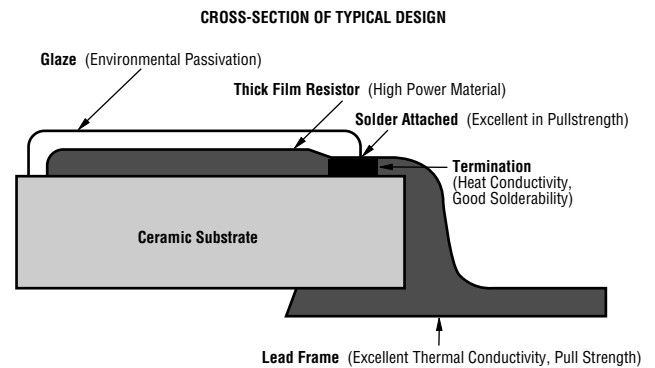 CROSS-SECTION OF TYPICAL DESIGN
Glaze (Environmental Passivation)
Thick Film Resistor (High Power Material)
Solder Attached (Excellent in Pullstrength)
Termination
(Heat Conductivity,
Good Solderability)
Ceramic Substrate
Lead Frame (Excellent Thermal Conductivity, Pull Strength)